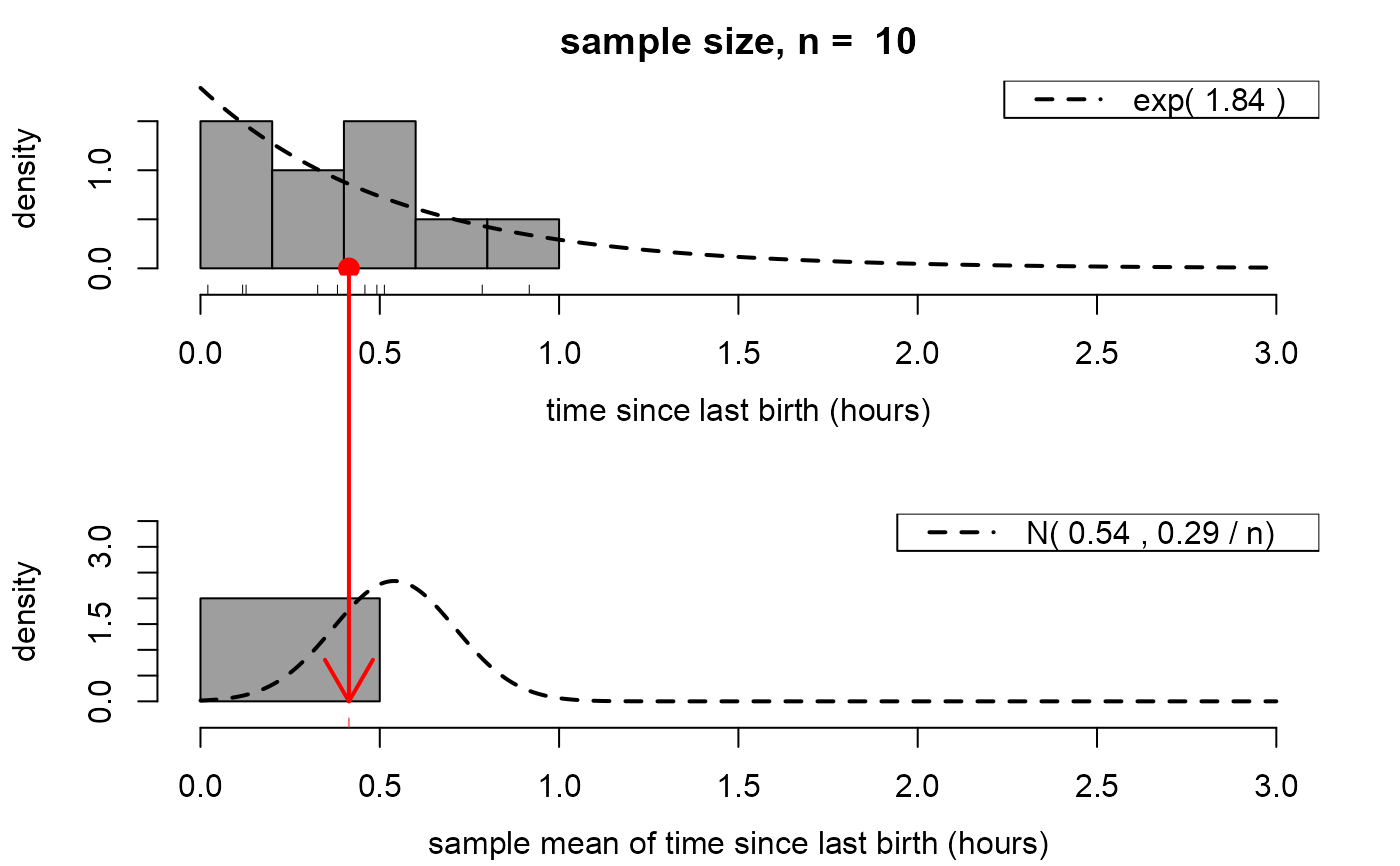 sample size, n =  10
exp( 1.84 )
density
1.0
0.0
0.0 0.5 1.0 1.5 2.0 2.5 3.0
time since last birth (hours)
N( 0.54 , 0.29 / n)
density
3.0
1.5
0.0
0.0 0.5 1.0 1.5 2.0 2.5 3.0
sample mean of time since last birth (hours)